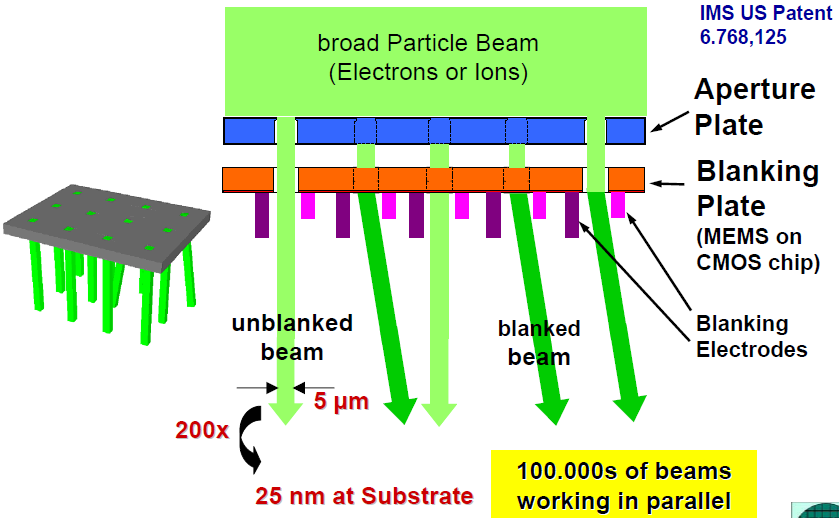 IMS US Patent
6.768,125
broad Particle Beam
(Electrons or Ions)
Aperture
Plate
Blanking
Plate
(MEMS on
CMOS chip)
Blanking
Electrodes
unblanked
beam
blanked
beam
5 µm
200x
25 nm at Substrate
100.000s of beams
working in parallel